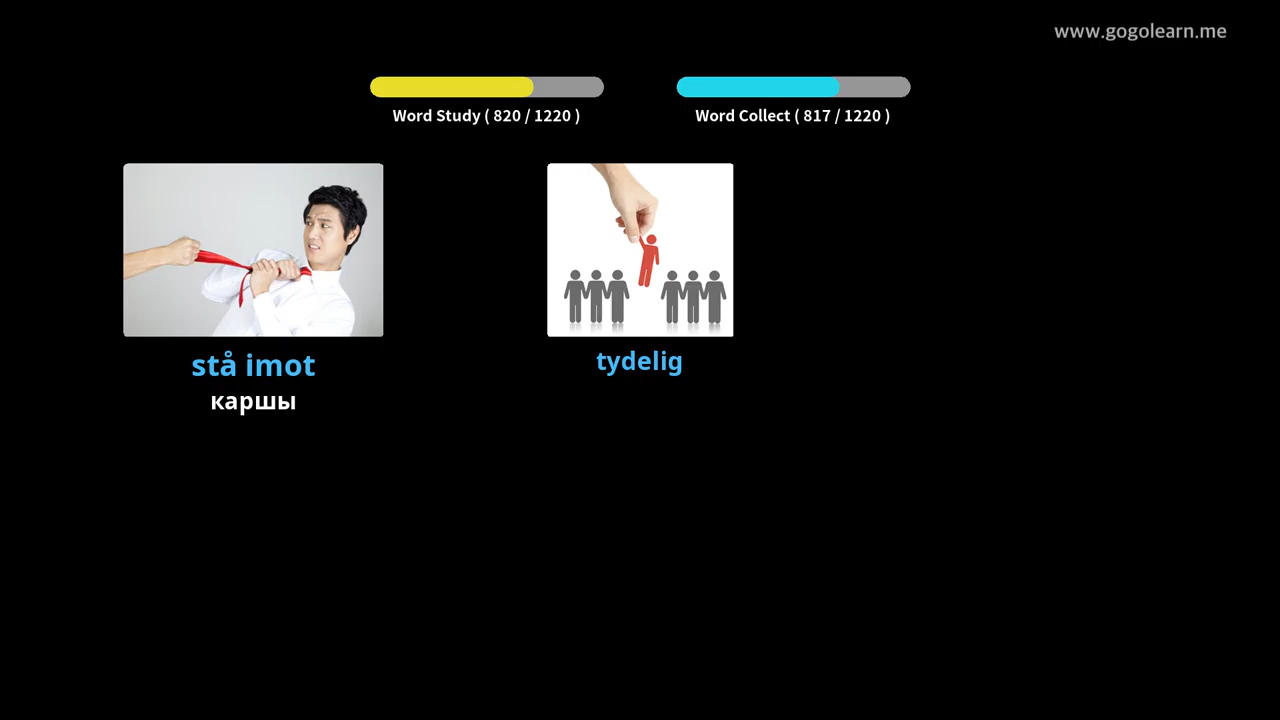 www.gogolearn.me
Word Study ( 820 / 1220 )
Word Collect ( 817 / 1220 )
stå imot
каршы
tydelig